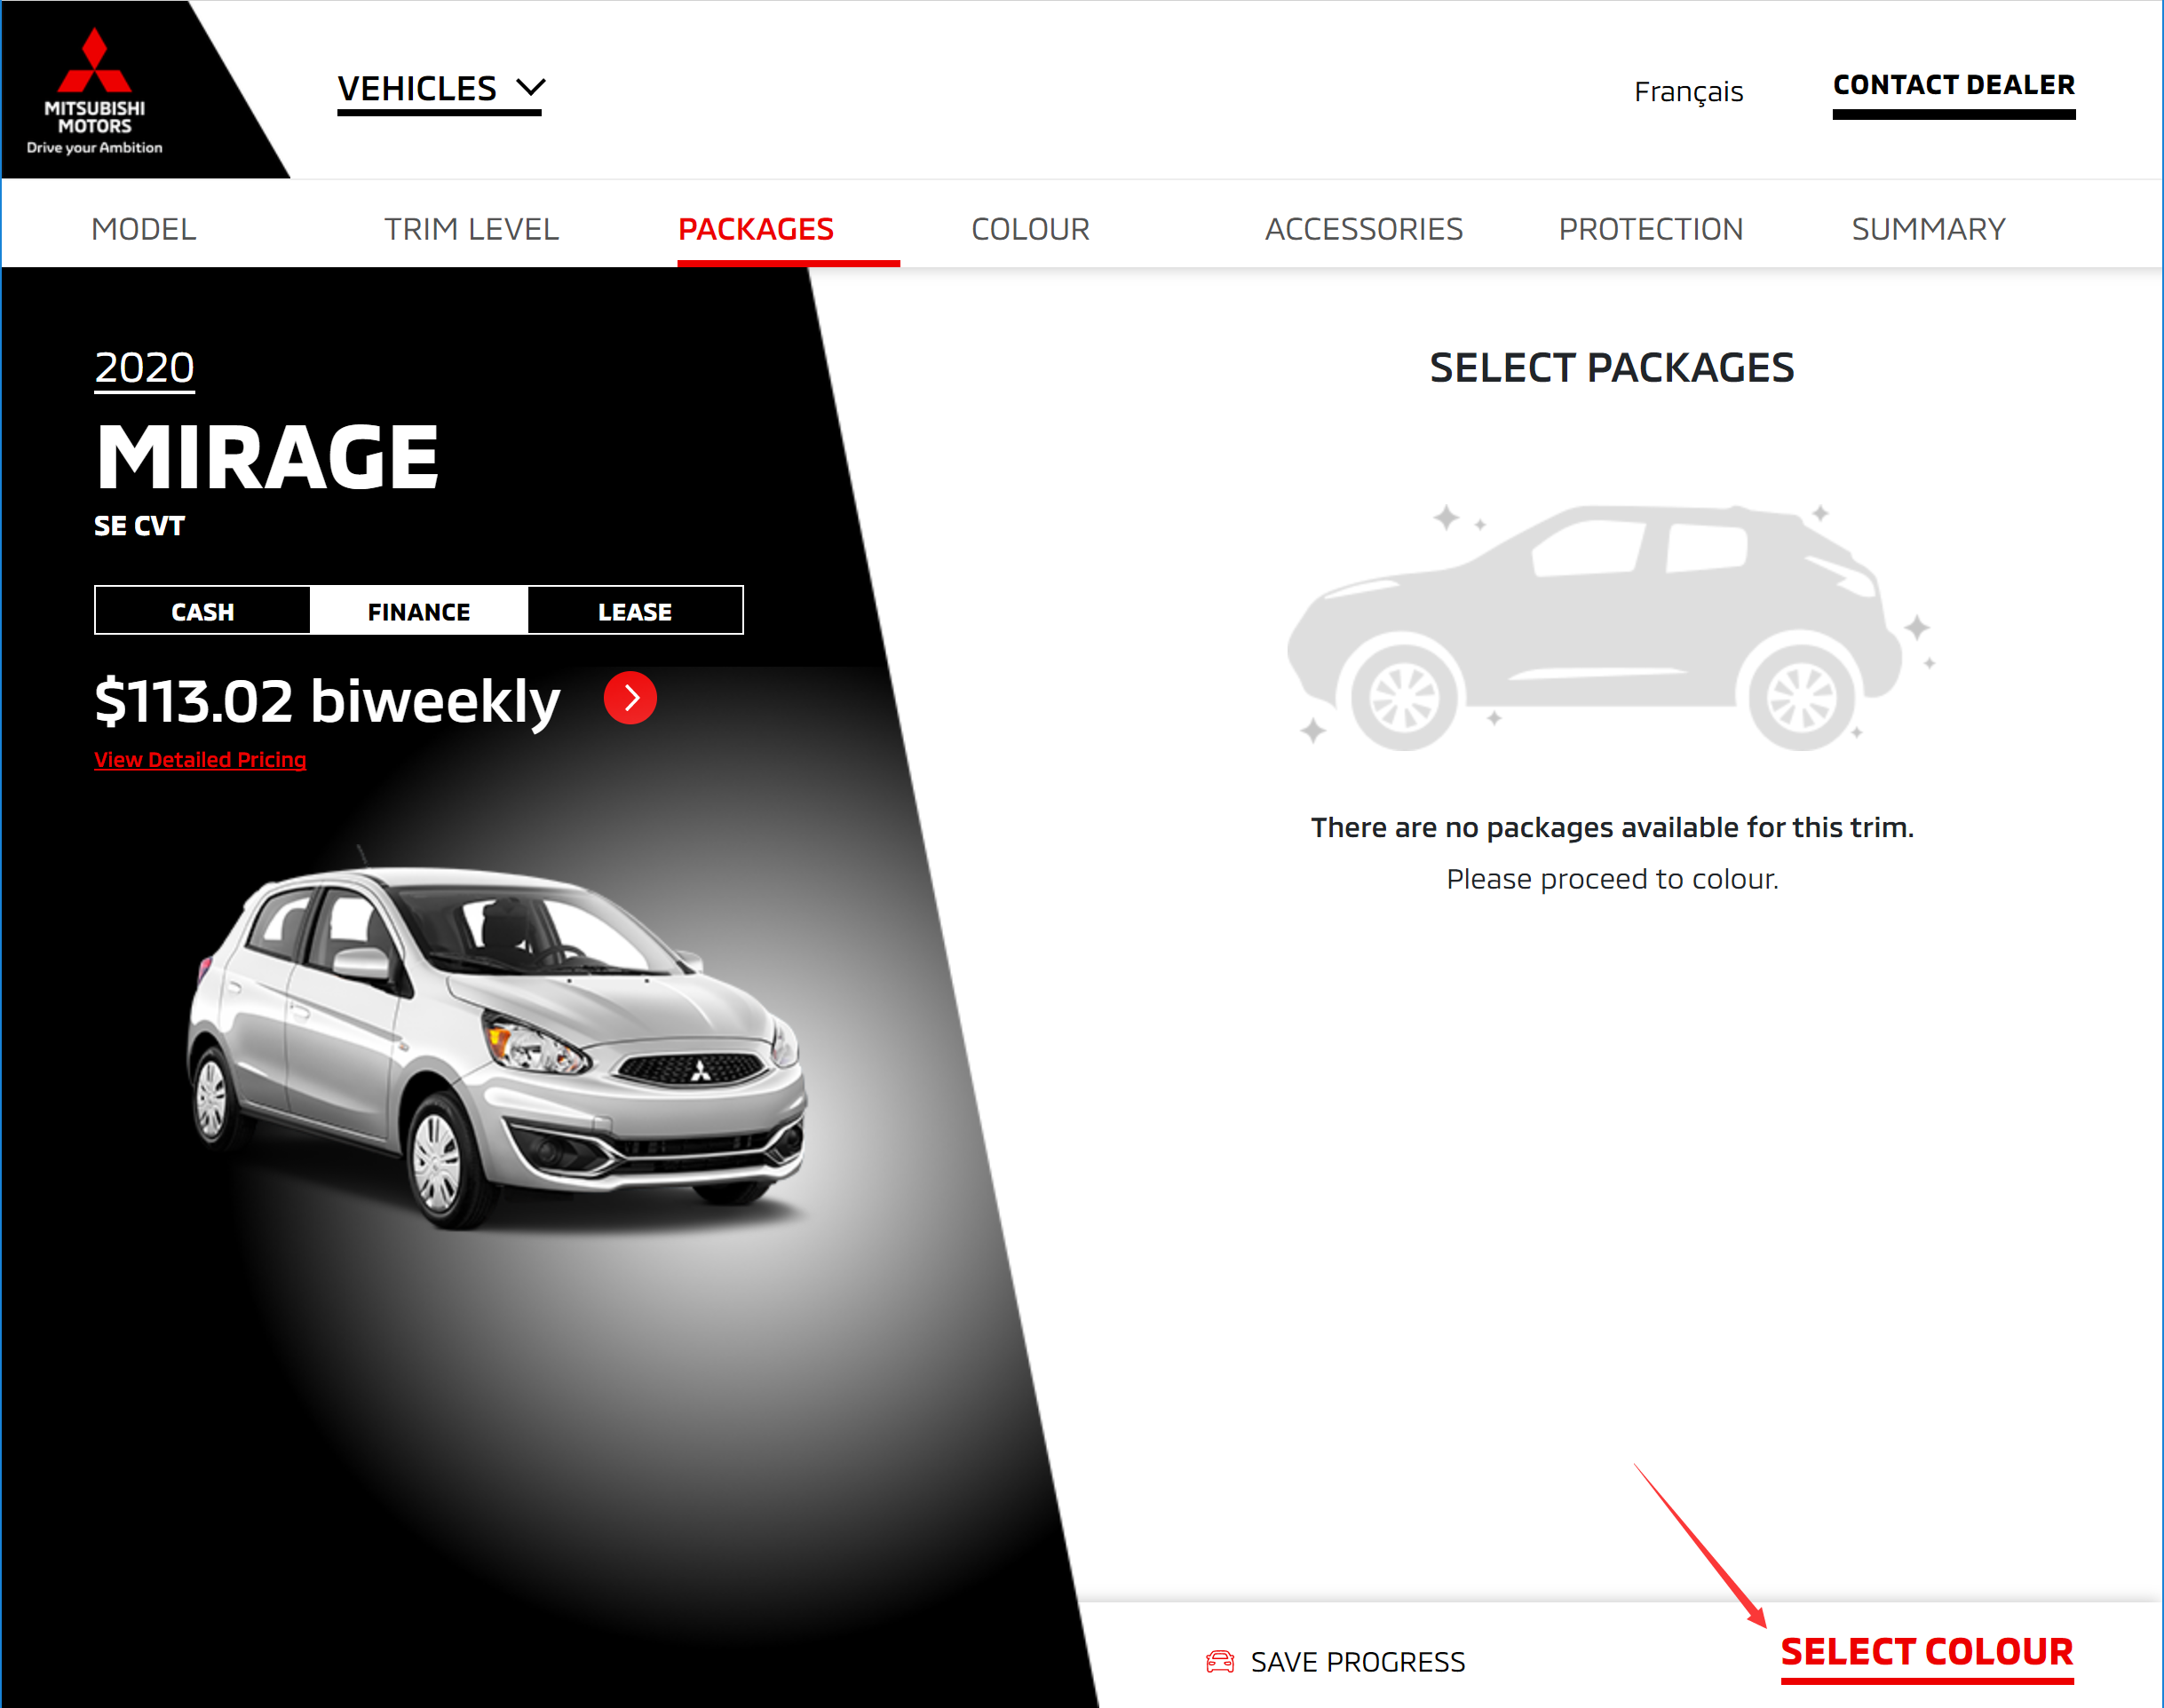 MITSUBISHI
MOTORS
Drive your Ambition
VEHICLES
Français
CONTACT DEALER
MODEL
TRIM LEVEL
PACKAGES
COLOUR
ACCESSORIES
PROTECTION
SUMMARY
2020
MIRAGE
SE CVT
CASH
FINANCE
LEASE
$113.02 biweekly
View Detailed Pricing
SELECT PACKAGES
There are no packages available for this trim.
Please proceed to colour.
SAVE PROGRESS
SELECT COLOUR